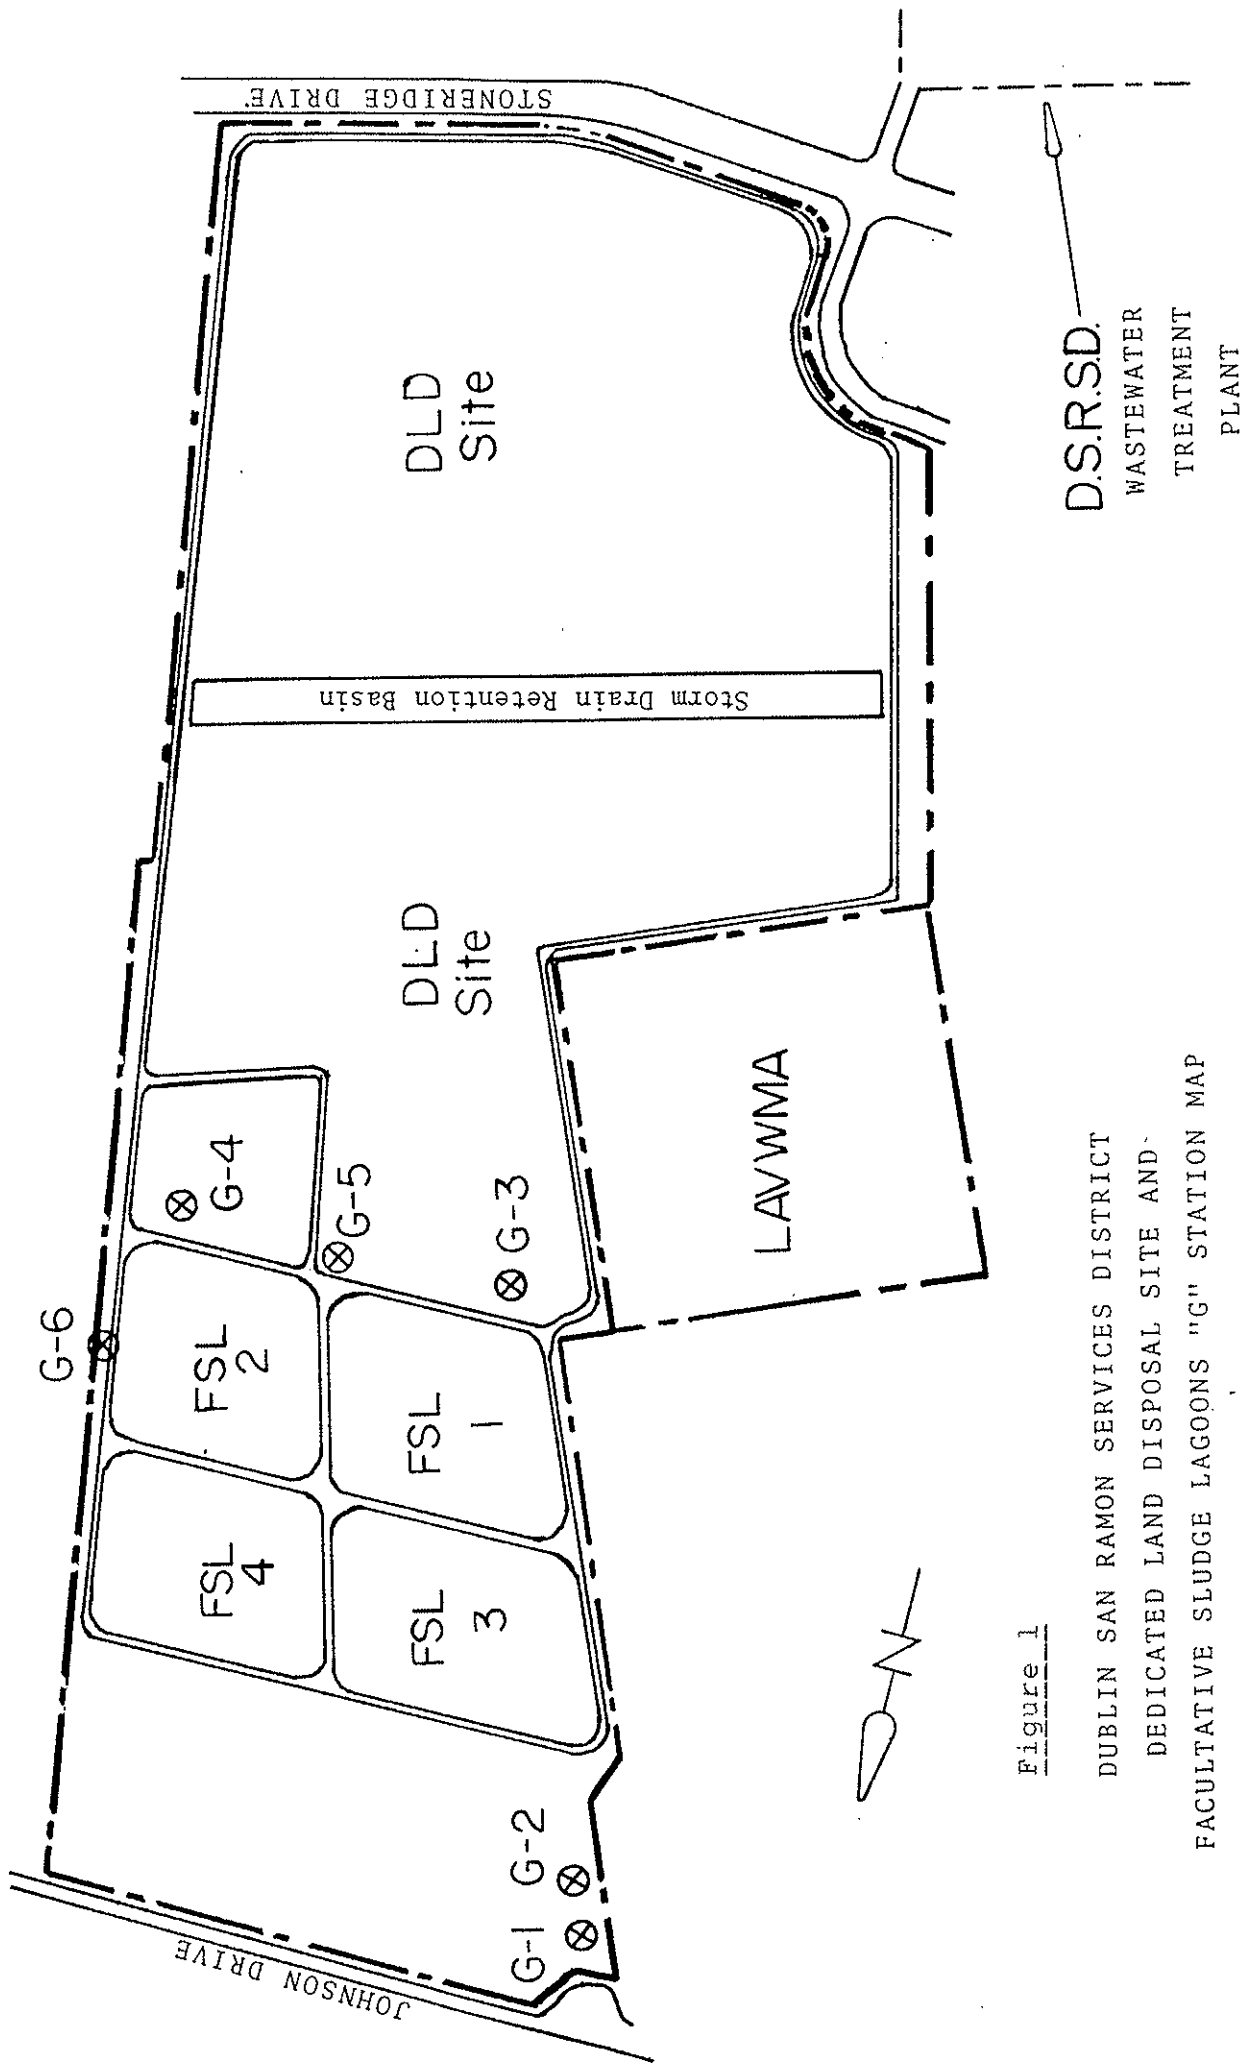 JOHNSON DRIVE
G-1
G-2
G-6
FSL
4
FSL
3
FSL
2
FSL
1
G-4
G-5
G-3
DLD
Site
LAVWMA
Storm Drain Retention Basin
DLD
Site
STONERIDGE DRIVE
D.S.R.S.D.
WASTEWATER
TREATMENT
PLANT
N
Figure 1
DUBLIN SAN RAMON SERVICES DISTRICT
DEDICATED LAND DISPOSAL SITE AND
FACULTATIVE SLUDGE LAGOONS "G" STATION MAP